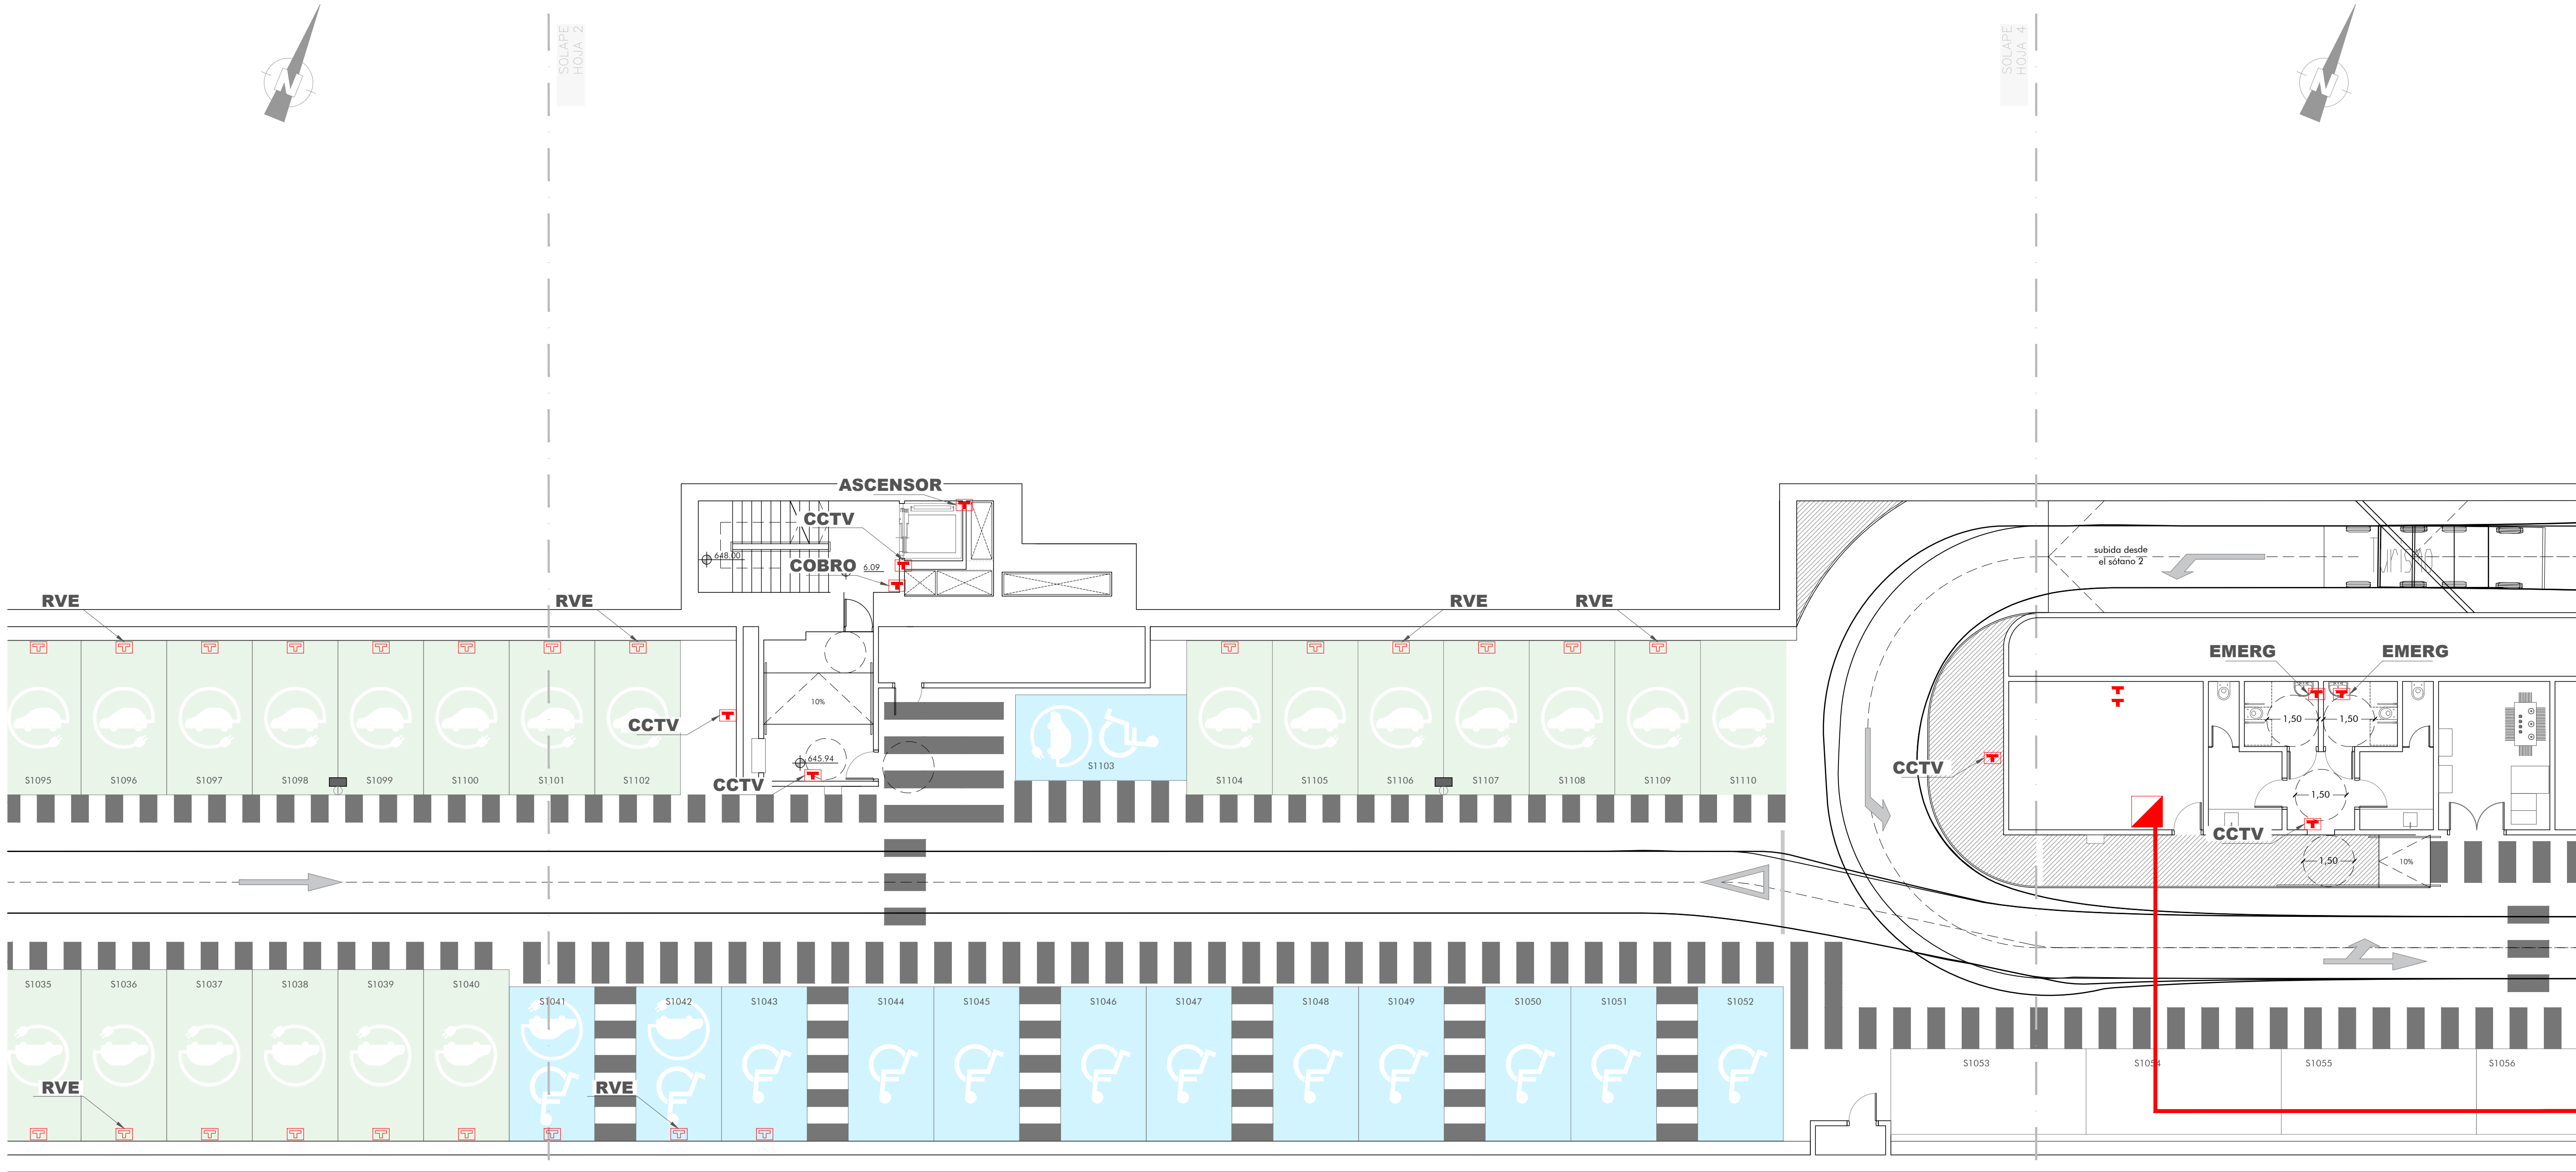 SOLAPE
HOJA 2
SOLAPE
HOJA 4
N
N
ASCENSOR
CCTV
648.00
COBRO
6.09
subida desde
el sótano 2
Turismo
RVE
RVE
RVE
RVE
EMERG
EMERG
10%
1,50
1,50
CCTV
CCTV
645.94
CCTV
S1103
CCTV
1,50
CCTV
1,50
10%
S1095
S1096
S1097
S1098
S1099
S1100
S1101
S1102
S1104
S1105
S1106
S1107
S1108
S1109
S1110
S1035
S1036
S1037
S1038
S1039
S1040
S1041
S1042
S1043
S1044
S1045
S1046
S1047
S1048
S1049
S1050
S1051
S1052
S1053
S1054
S1055
S1056
RVE
RVE